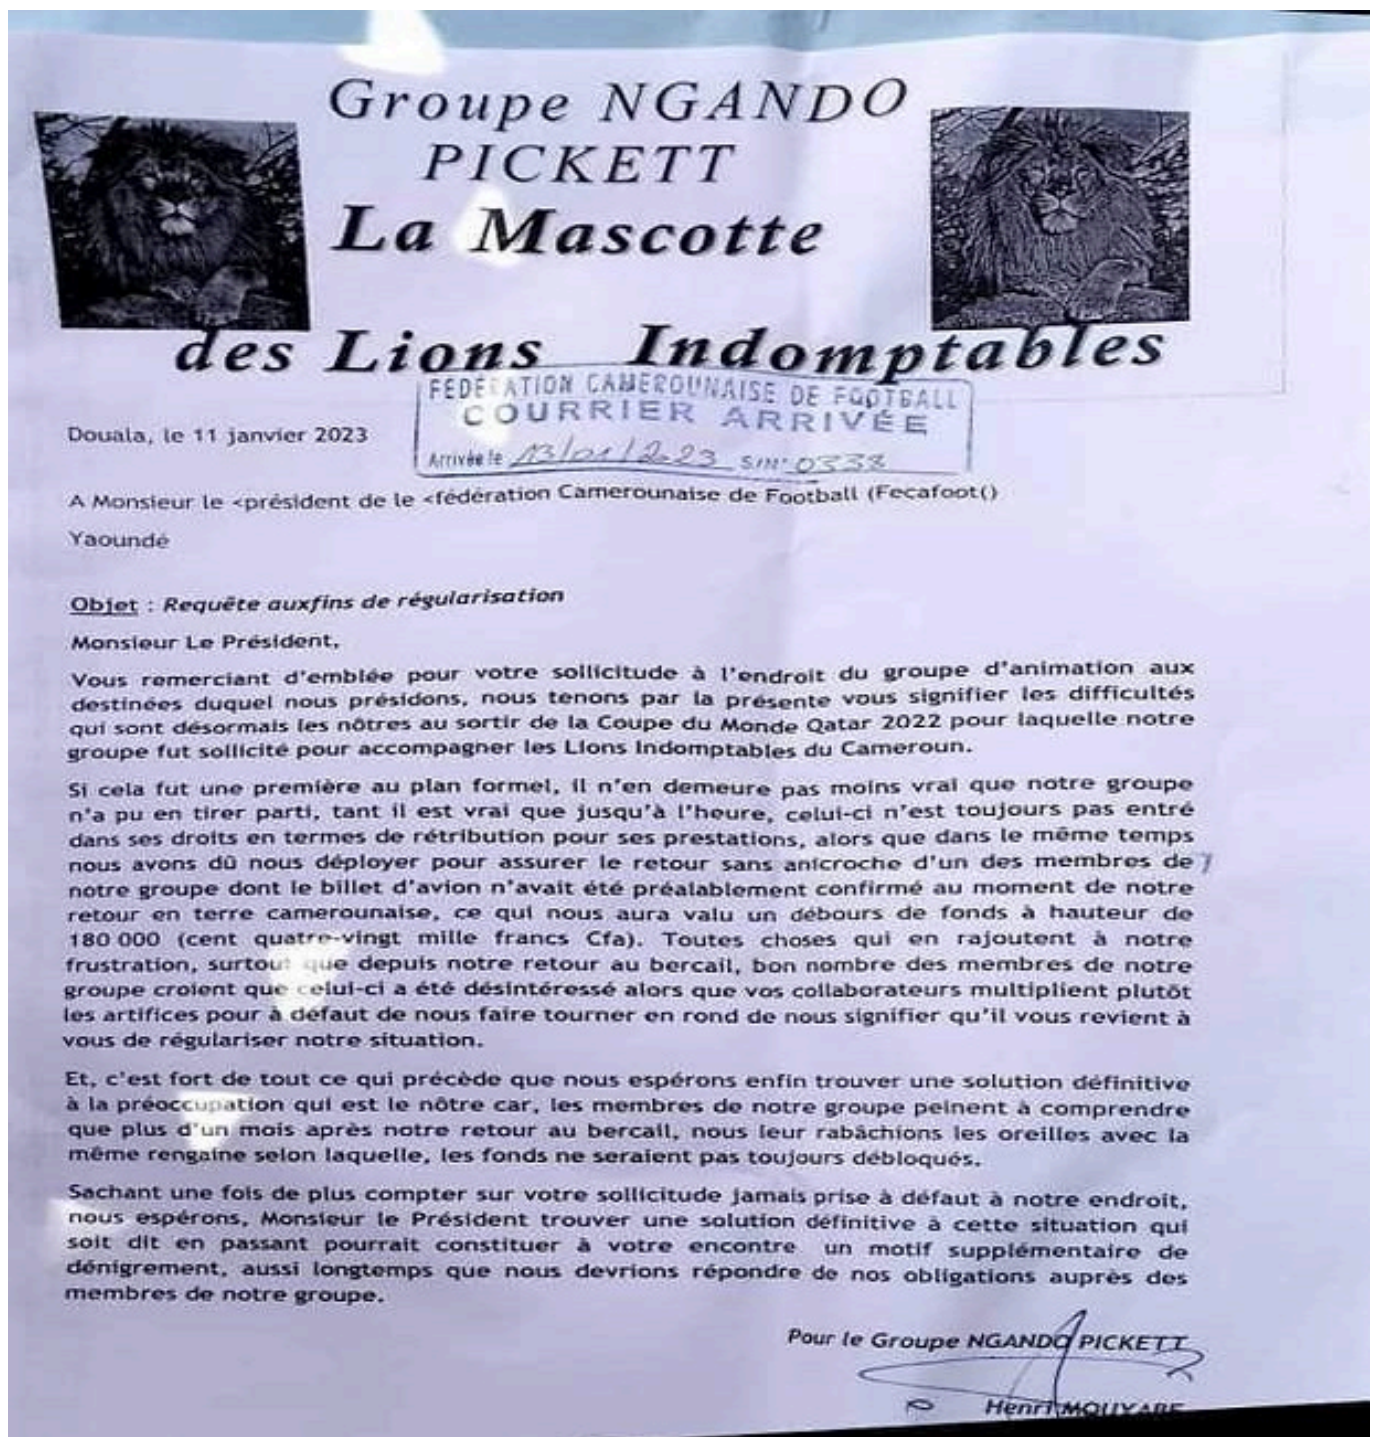 Groupe NGANDO
PICKETT
La Mascotte
des Lions Indomptables
FEDERATION CAMEROUNAISE DE FOOTBALL
COURRIER ARRIVÉE
Arrivée le 13/01/2023 S/N° 0338
Douala, le 11 janvier 2023
A Monsieur le <président de le <fédération Camerounaise de Football (Fecafoot()
Yaoundé
Objet : Requête auxfins de régularisation
Monsieur Le Président,
Vous remerciant d'emblée pour votre sollicitude à l'endroit du groupe d'animation aux
destinées duquel nous présidons, nous tenons par la présente vous signifier les difficultés
qui sont désormais les nôtres au sortir de la Coupe du Monde Qatar 2022 pour laquelle notre
groupe fut sollicité pour accompagner les Lions Indomptables du Cameroun.
Si cela fut une première au plan formel, il n'en demeure pas moins vrai que notre groupe
n'a pu en tirer parti, tant il est vrai que jusqu'à l'heure, celui-ci n'est toujours pas entré
dans ses droits en termes de rétribution pour ses prestations, alors que dans le même temps
nous avons dû nous déployer pour assurer le retour sans anicroche d'un des membres de
notre groupe dont le billet d'avion n'avait été préalablement confirmé au moment de notre
retour en terre camerounaise, ce qui nous aura valu un débours de fonds à hauteur de
180 000 (cent quatre-vingt mille francs Cfa). Toutes choses qui en rajoutent à notre
frustration, surtout que depuis notre retour au bercail, bon nombre des membres de notre
groupe croient que celui-ci a été désintéressé alors que vos collaborateurs multiplient plutôt
les artifices pour à défaut de nous faire tourner en rond de nous signifier qu'il vous revient à
vous de régulariser notre situation.
Et, c'est fort de tout ce qui précède que nous espérons enfin trouver une solution définitive
à la préoccupation qui est le nôtre car, les membres de notre groupe peinent à comprendre
que plus d'un mois après notre retour au bercail, nous leur rabâchions les oreilles avec la
même rengaine selon laquelle, les fonds ne seraient pas toujours débloqués.
Sachant une fois de plus compter sur votre sollicitude jamais prise à défaut à notre endroit,
nous espérons, Monsieur le Président trouver une solution définitive à cette situation qui
soit dit en passant pourrait constituer à votre encontre un motif supplémentaire de
dénigrement, aussi longtemps que nous devrions répondre de nos obligations auprès des
membres de notre groupe.
Pour le Groupe NGANDO PICKETT
Henri MOUYABE